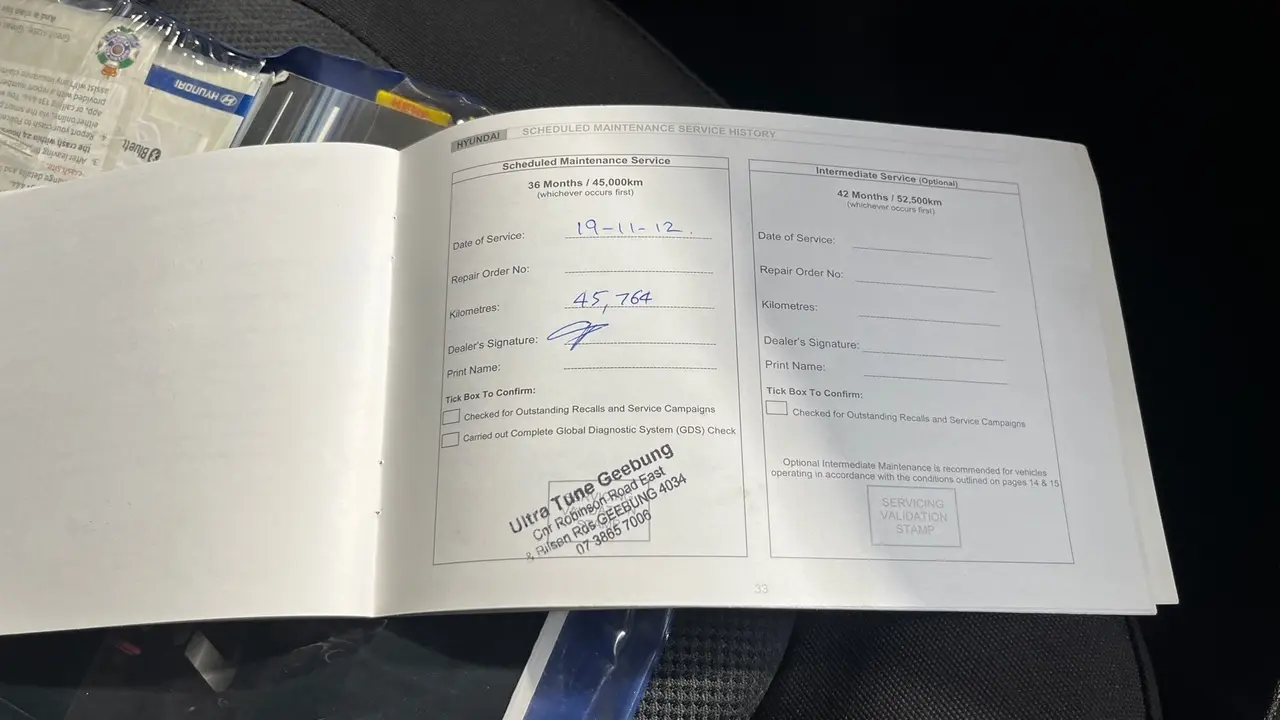 HYUNDAI SCHEDULED MAINTENANCE SERVICE HISTORY
Scheduled Maintenance Service
36 Months / 45,000km
(whichever occurs first)
Date of Service: 19-11-12.
Repair Order No:
Kilometres: 45,764
Dealer's Signature:
Print Name:
Tick Box To Confirm:
Checked for Outstanding Recalls and Service Campaigns
Carried out Complete Global Diagnostic System (GDS) Check
Ultra Tune Geebung
Cnr Robinson Road East
& Bilsen Rds GEEBUNG 4034
07 3865 7006
Intermediate Service (Optional)
42 Months / 52,500km
(whichever occurs first)
Date of Service:
Repair Order No:
Kilometres:
Dealer's Signature:
Print Name:
Tick Box To Confirm:
Checked for Outstanding Recalls and Service Campaigns
Optional Intermediate Maintenance is recommended for vehicles
operating in accordance with the conditions outlined on pages 14 & 15
SERVICING
VALIDATION
STAMP
33
HYUNDAI